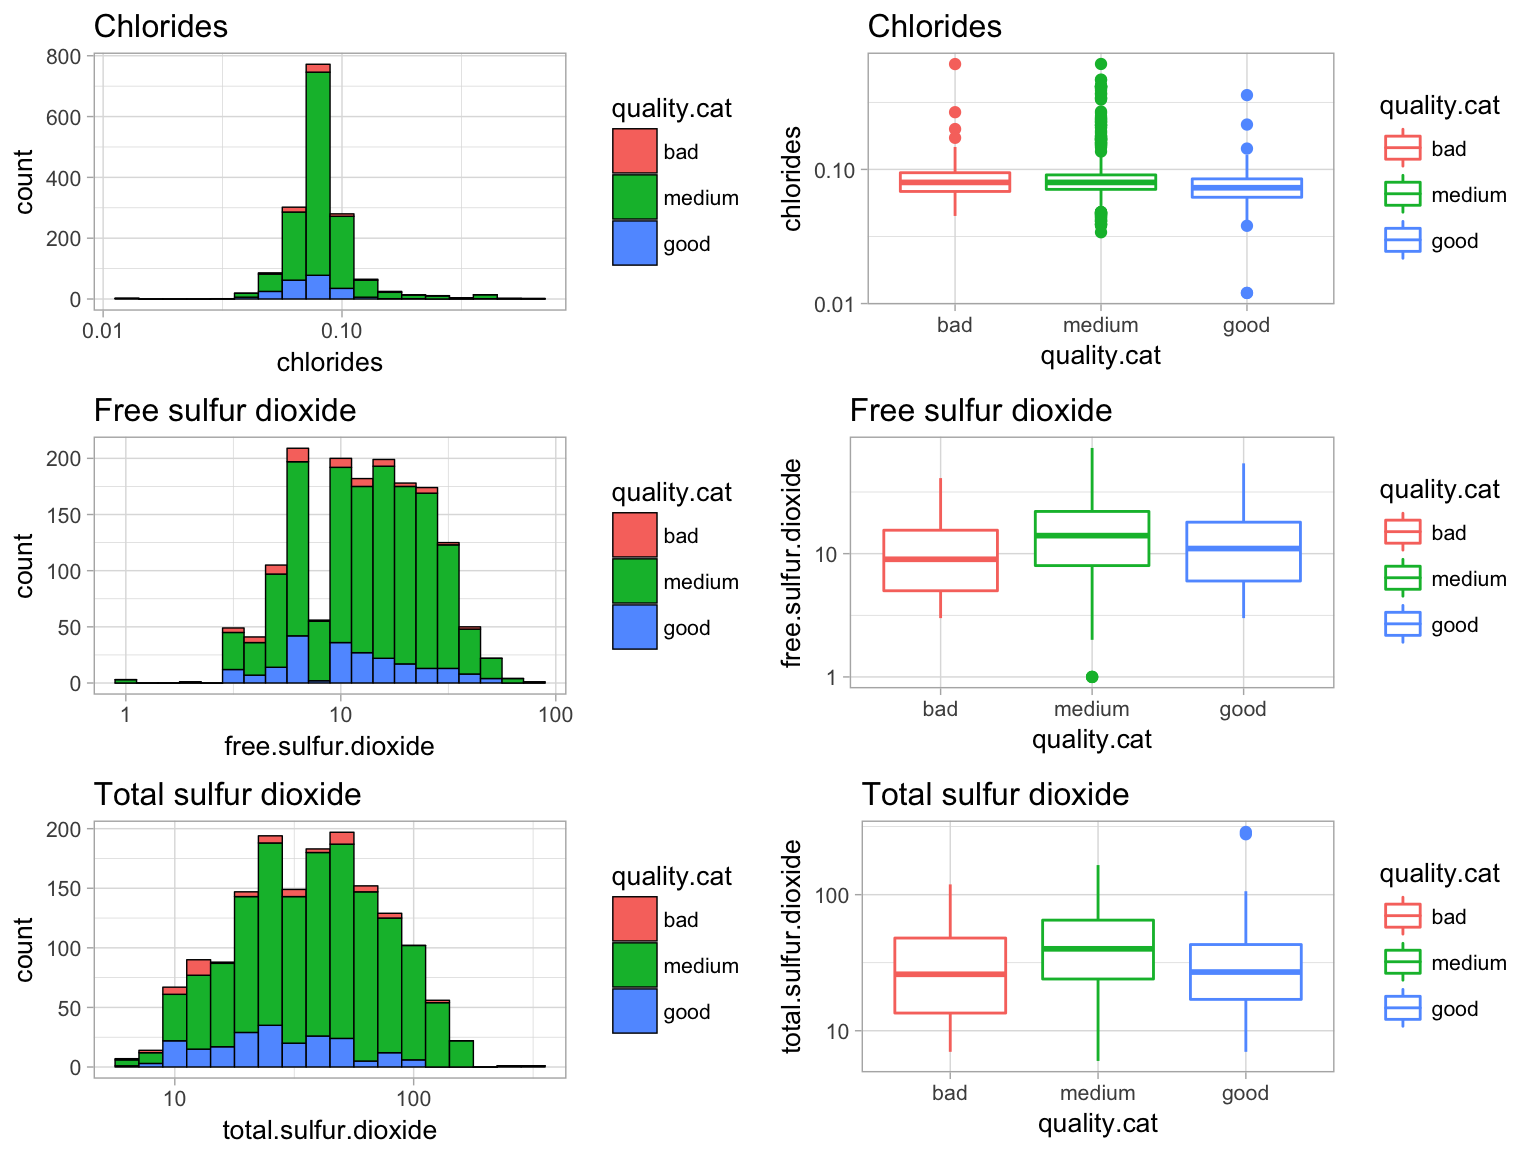 Chlorides
800
600
400
200
0
count
0.01
0.10
chlorides
quality.cat
bad
medium
good
Chlorides
0.10
0.01
chlorides
bad
medium
good
quality.cat
quality.cat
bad
medium
good
Free sulfur dioxide
200
150
100
50
0
count
1
10
100
free.sulfur.dioxide
quality.cat
bad
medium
good
Free sulfur dioxide
10
1
free.sulfur.dioxide
bad
medium
good
quality.cat
quality.cat
bad
medium
good
Total sulfur dioxide
200
150
100
50
0
count
10
100
total.sulfur.dioxide
quality.cat
bad
medium
good
Total sulfur dioxide
100
10
total.sulfur.dioxide
bad
medium
good
quality.cat
quality.cat
bad
medium
good